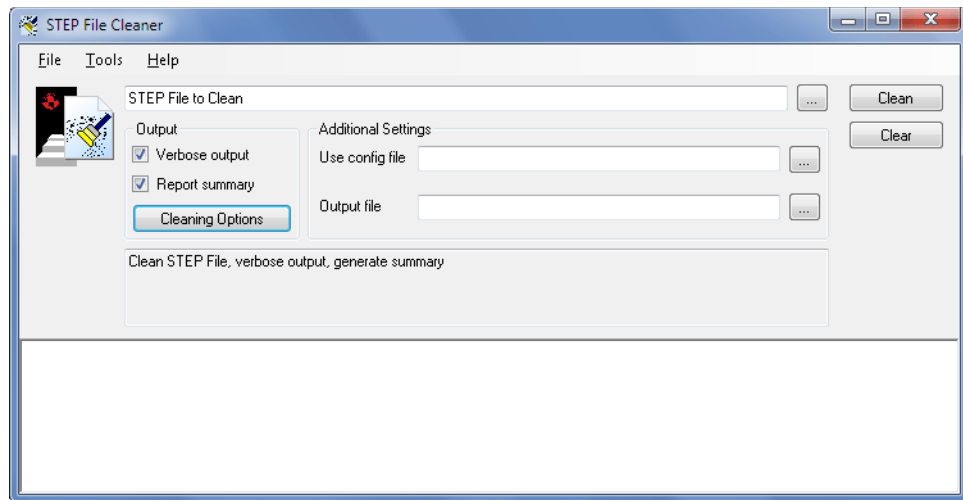 STEP File Cleaner
File Tools Help
STEP File to Clean
...
Clean
Output
Additional Settings
Clear
Verbose output
Use config file
...
Report summary
Cleaning Options
Output file
...
Clean STEP File, verbose output, generate summary